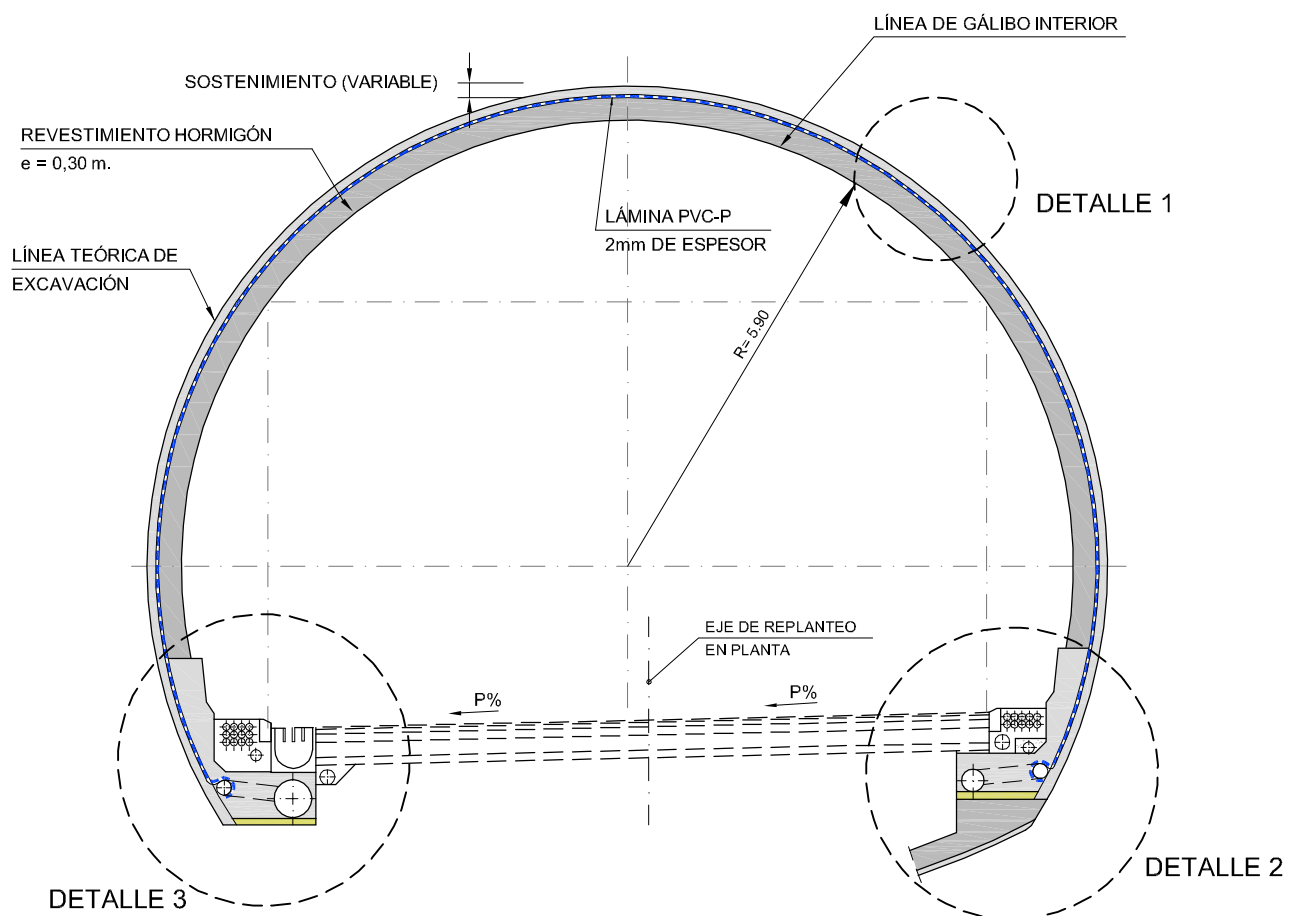 LÍNEA DE GÁLIBO INTERIOR
SOSTENIMIENTO (VARIABLE)
REVESTIMIENTO HORMIGÓN
e = 0,30 m.
DETALLE 1
LÁMINA PVC-P
2mm DE ESPESOR
LÍNEA TEÓRICA DE
EXCAVACIÓN
R= 5.90
EJE DE REPLANTEO
EN PLANTA
P%
P%
DETALLE 2
DETALLE 3